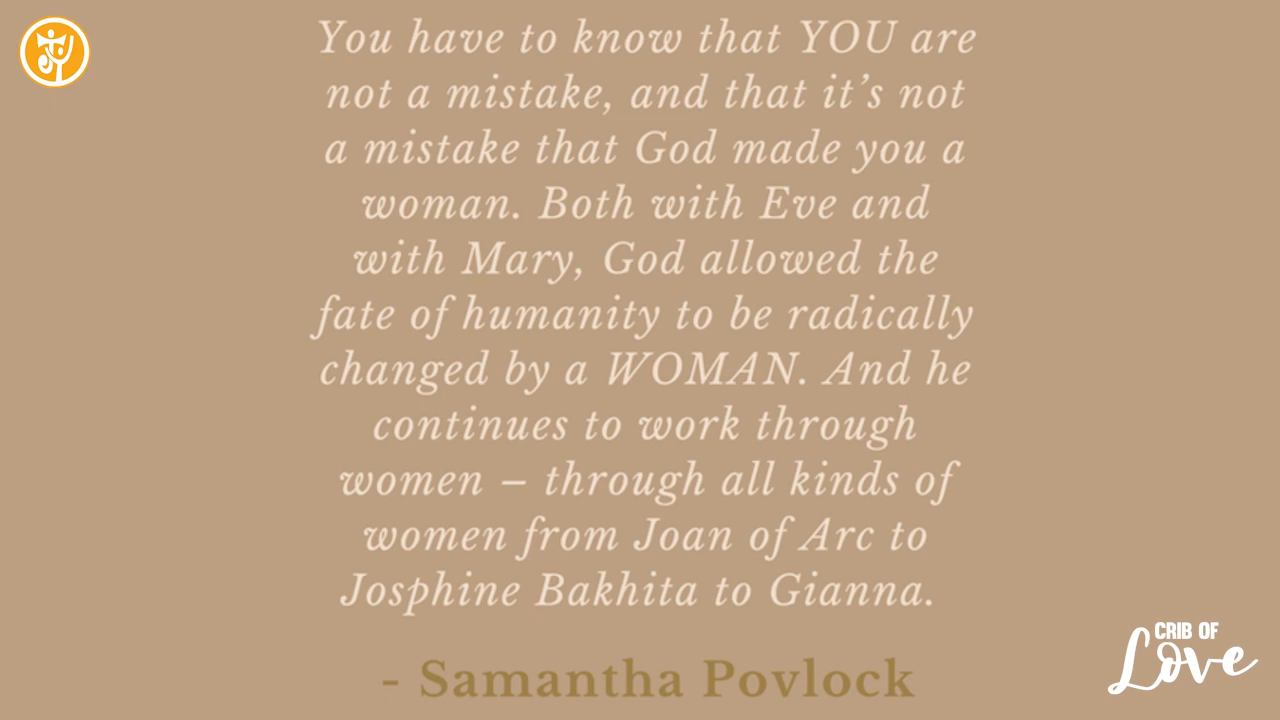 You have to know that YOU are
not a mistake, and that it’s not
a mistake that God made you a
woman. Both with Eve and
with Mary, God allowed the
fate of humanity to be radically
changed by a WOMAN. And he
continues to work through
women – through all kinds of
women from Joan of Arc to
Josphine Bakhita to Gianna.
- Samantha Povlock
CRIB OF
Love